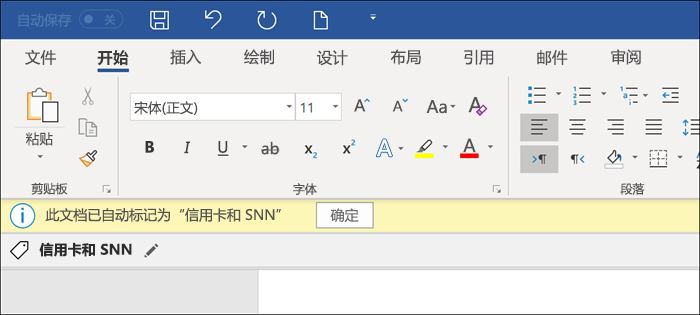 自动保存 关
文件 开始 插入 绘制 设计 布局 引用 邮件 审阅
宋体(正文) 11 A^ A˅ Aa A
粘贴
B I U ab x₂ x² A A
剪贴板 字体 段落
此文档已自动标记为“信用卡和 SNN” 确定
信用卡和 SNN